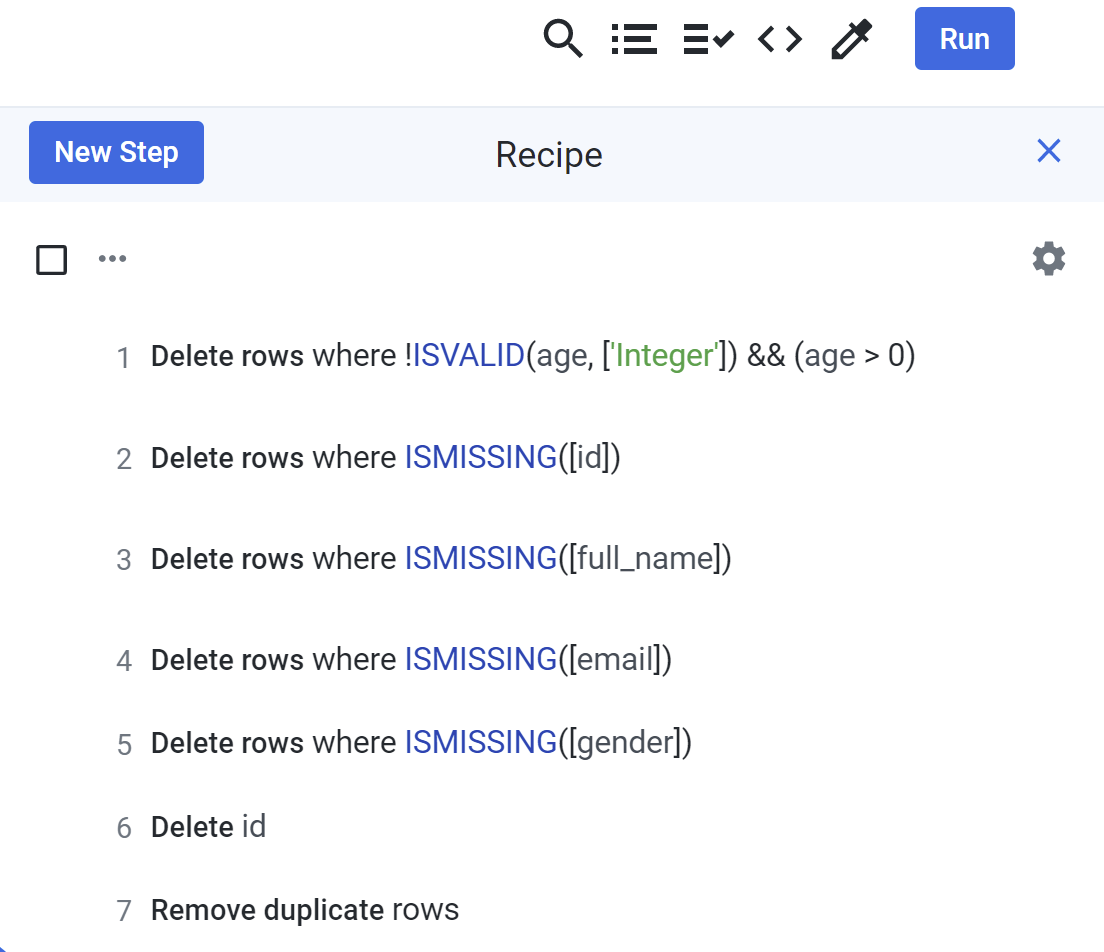 Run
New Step
Recipe
1 Delete rows where !ISVALID(age, ['Integer']) && (age > 0)
2 Delete rows where ISMISSING([id])
3 Delete rows where ISMISSING([full_name])
4 Delete rows where ISMISSING([email])
5 Delete rows where ISMISSING([gender])
6 Delete id
7 Remove duplicate rows